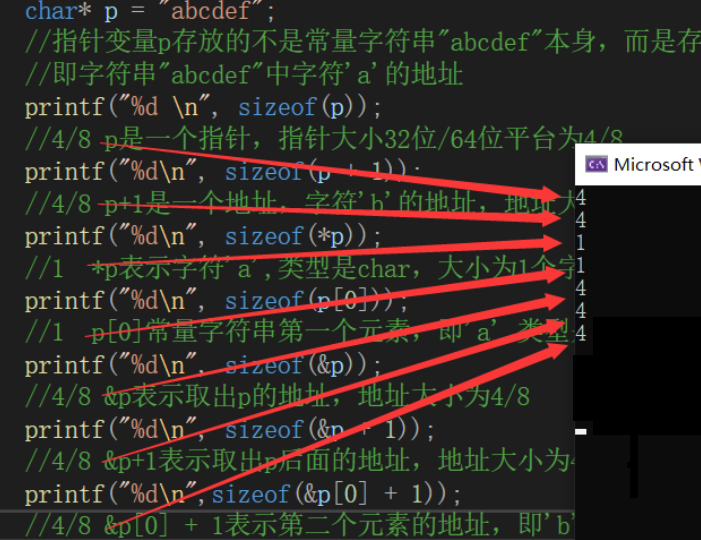 char* p = "abcdef";
//指针变量p存放的不是常量字符串"abcdef"本身，而是存
//即字符串"abcdef"中字符'a'的地址
printf("%d \n", sizeof(p));
//4/8 p是一个指针，指针大小32位/64位平台为4/8
printf("%d\n", sizeof(p + 1));
//4/8 p+1是一个地址，字符'b'的地址，地址大
printf("%d\n", sizeof(*p));
//1  *p表示字符'a',类型是char，大小为1个字
printf("%d\n", sizeof(p[0]));
//1  p[0]常量字符串第一个元素，即'a' 类型
printf("%d\n", sizeof(&p));
//4/8 &p表示取出p的地址，地址大小为4/8
printf("%d\n", sizeof(&p + 1));
//4/8 &p+1表示取出p后面的地址，地址大小为4
printf("%d\n",sizeof(&p[0] + 1));
//4/8 &p[0] + 1表示第二个元素的地址，即'b'
Microsoft
4
4
1
1
4
4
4